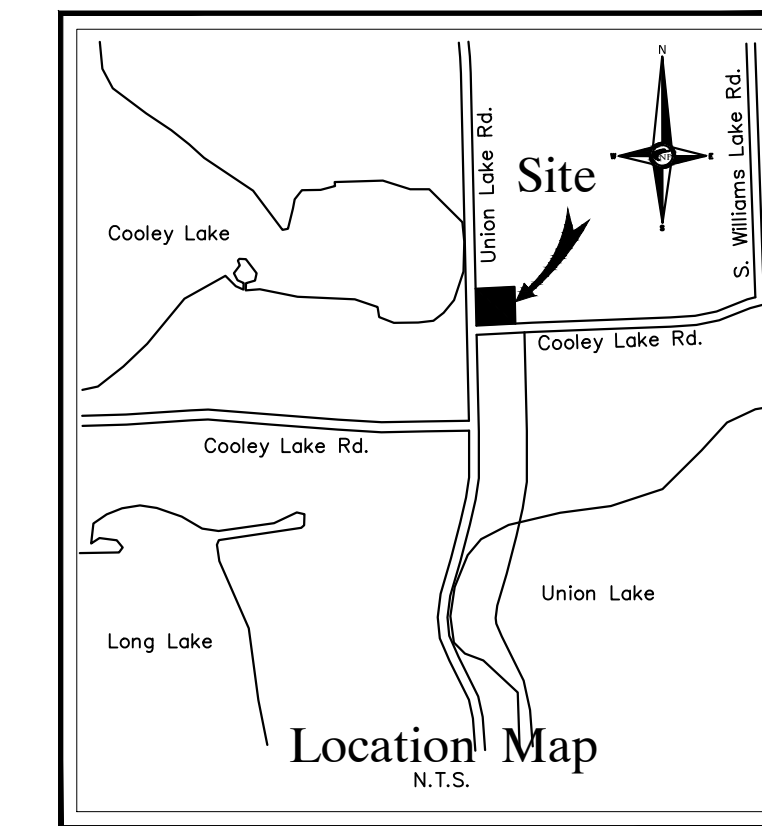 N
Union Lake Rd.
S. Williams Lake Rd.
Site
W
E
S
Cooley Lake
Cooley Lake Rd.
Cooley Lake Rd.
Union Lake
Long Lake
Location Map
N.T.S.